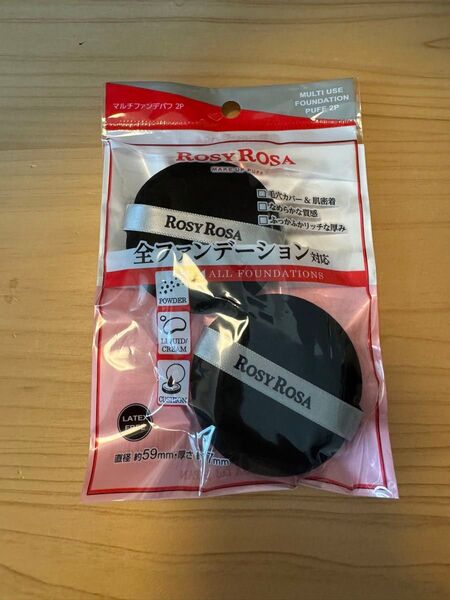 マルチファンデパフ 2P
MULTI USE
FOUNDATION
PUFF 2P
ROSY ROSA
MAKE UP PUFF
毛穴カバー & 肌密着
なめらかな質感
ふっかふかリッチな厚み
ROSY ROSA
全ファンデーション対応
ALL FOUNDATIONS
POWDER
LIQUID/
CREAM
CUSHION
ROSY ROSA
LATEX
FREE
直径 約59mm・厚さ 約7mm